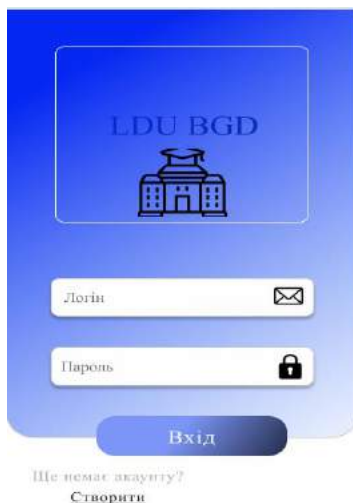 LDU BGD
Логін
Пароль
Вхід
Ще немає акаунту?
Створити